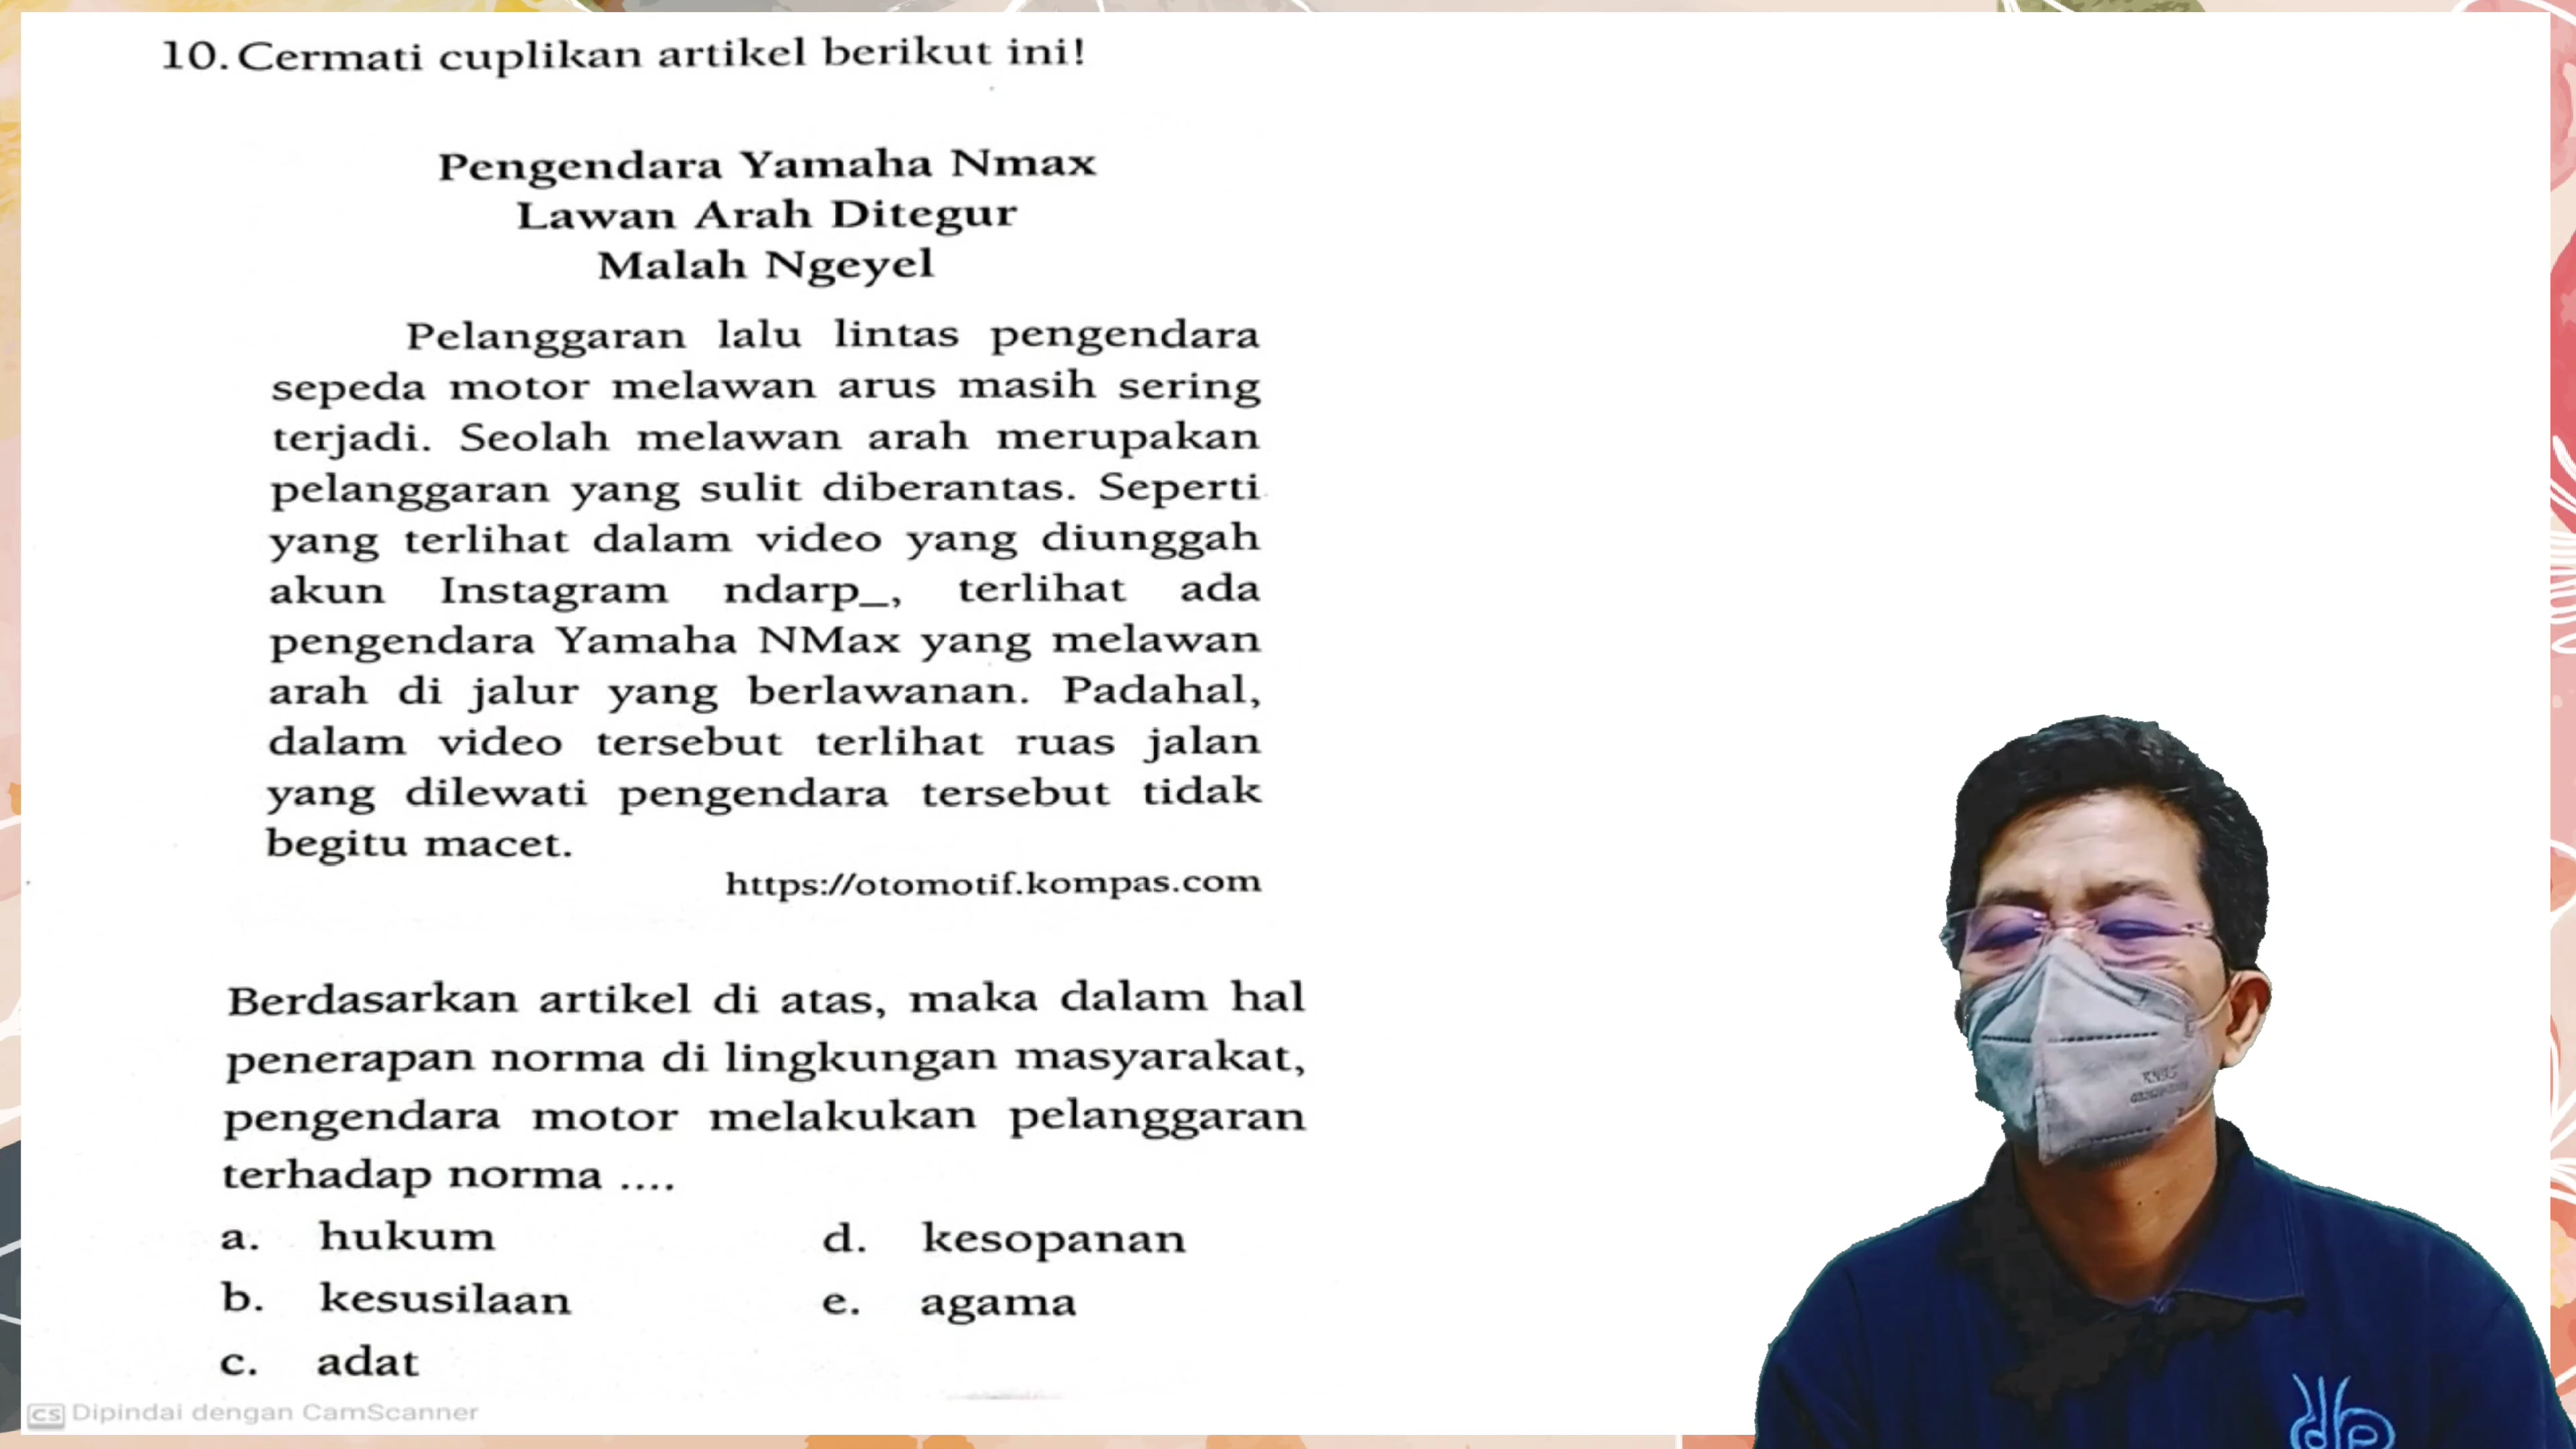 10. Cermati cuplikan artikel berikut ini!
Pengendara Yamaha Nmax
Lawan Arah Ditegur
Malah Ngeyel
Pelanggaran lalu lintas pengendara
sepeda motor melawan arus masih sering
terjadi. Seolah melawan arah merupakan
pelanggaran yang sulit diberantas. Seperti
yang terlihat dalam video yang diunggah
akun Instagram ndarp_, terlihat ada
pengendara Yamaha NMax yang melawan
arah di jalur yang berlawanan. Padahal,
dalam video tersebut terlihat ruas jalan
yang dilewati pengendara tersebut tidak
begitu macet.
https://otomotif.kompas.com
Berdasarkan artikel di atas, maka dalam hal
penerapan norma di lingkungan masyarakat,
pengendara motor melakukan pelanggaran
terhadap norma ....
a. hukum
b. kesusilaan
c. adat
d. kesopanan
e. agama
CS Dipindai dengan CamScanner